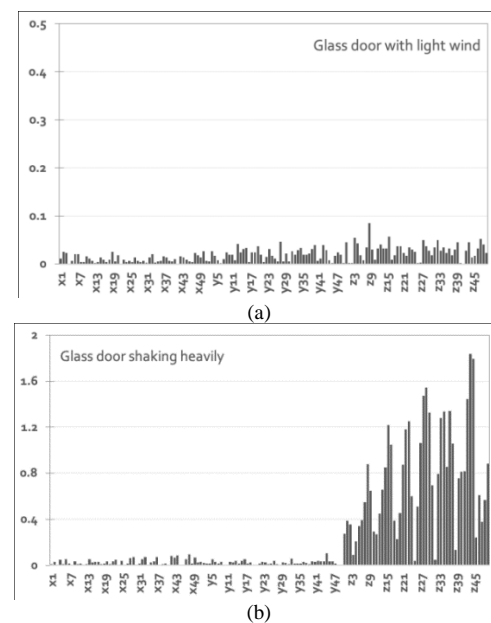 0.5
Glass door with light wind
0.4
0.3
0.2
0.1
0
x1 x7 x13 x19 x25 x31 x37 x43 x49 y5 y11 y17 y23 y29 y35 y41 y47 z3 z9 z15 z21 z27 z33 z39 z45
(a)
2
Glass door shaking heavily
1.6
1.2
0.8
0.4
0
x1 x7 x13 x19 x25 x31 x37 x43 x49 y5 y11 y17 y23 y29 y35 y41 y47 z3 z9 z15 z21 z27 z33 z39 z45
(b)